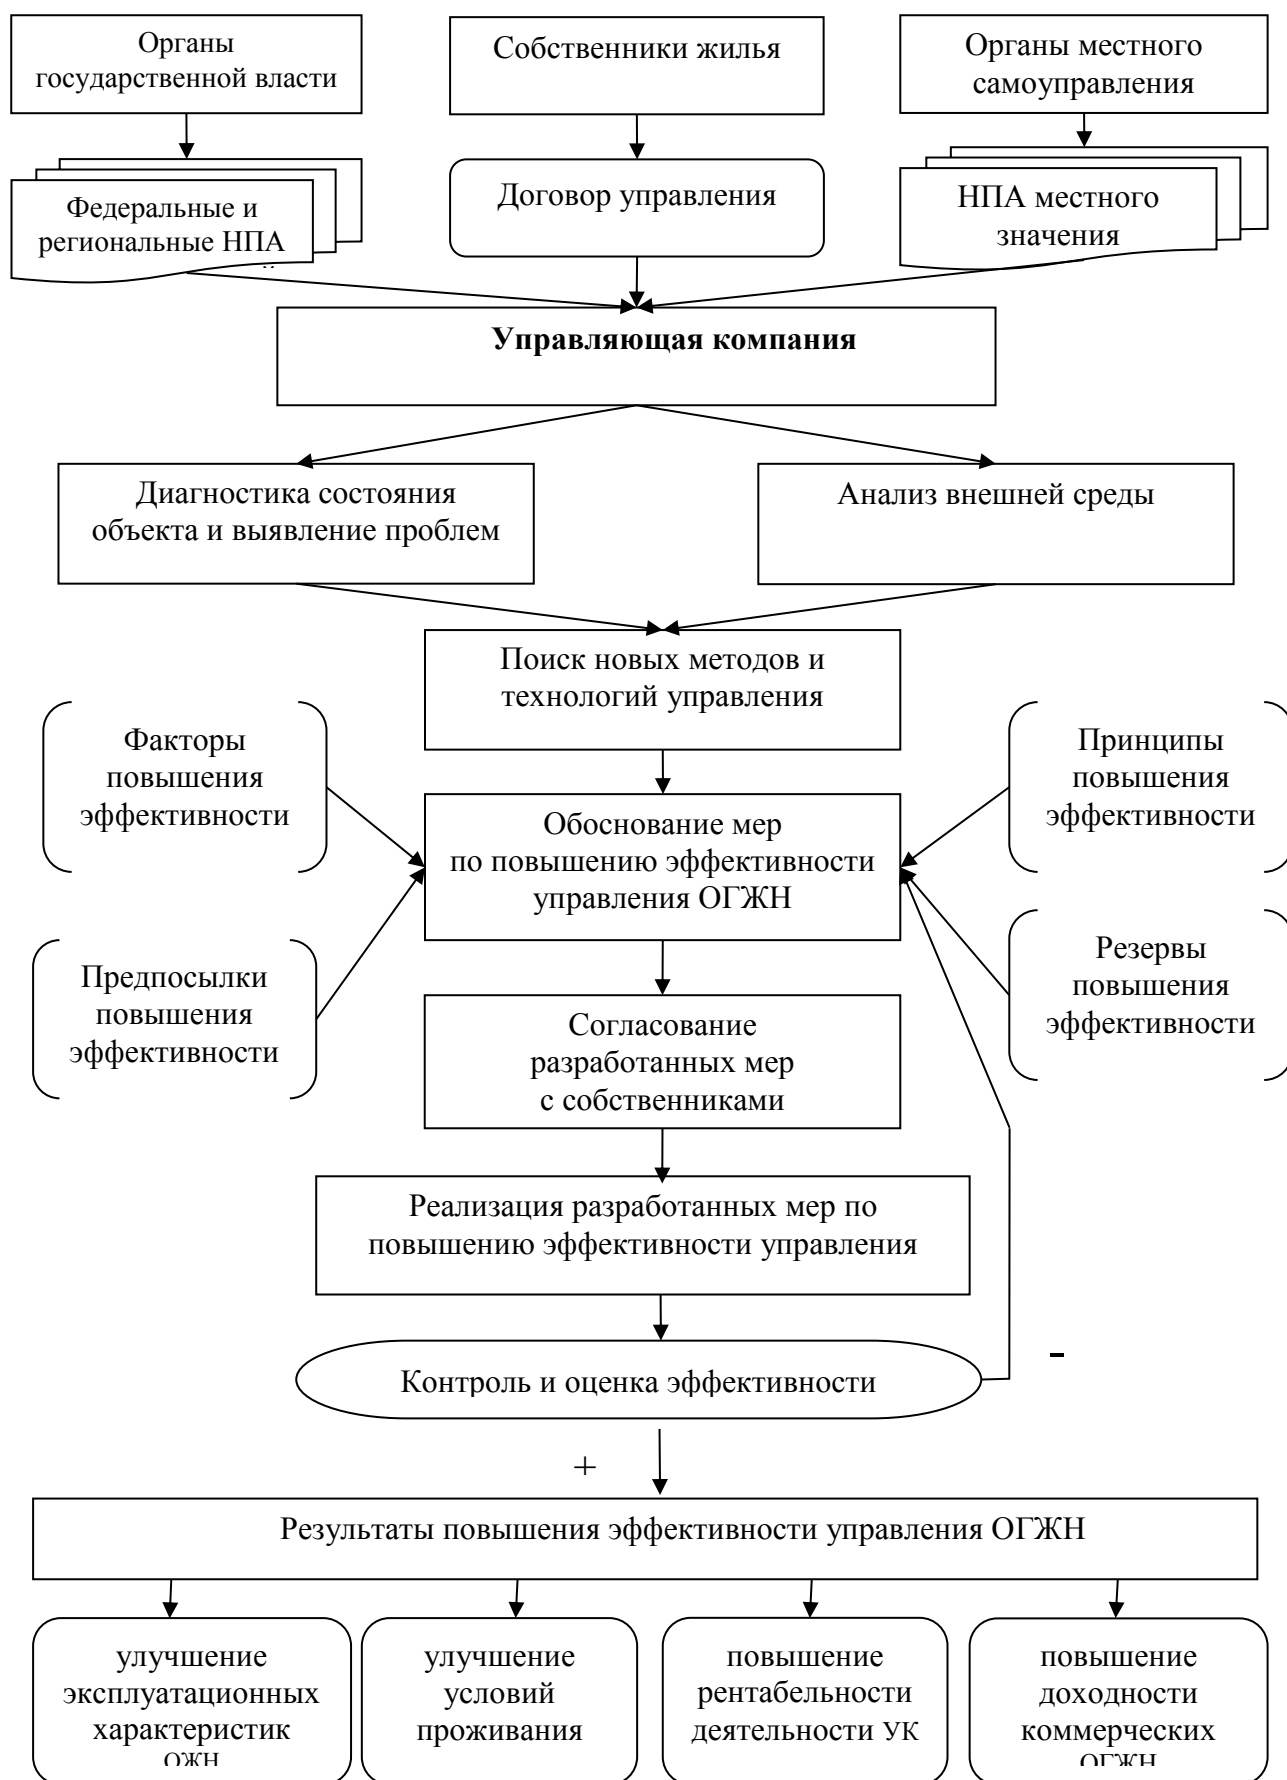 Органы
государственной власти
Собственники жилья
Органы местного
самоуправления
Федеральные и
региональные НПА
Договор управления
НПА местного
значения
Управляющая компания
Диагностика состояния
объекта и выявление проблем
Анализ внешней среды
Поиск новых методов и
технологий управления
Факторы
повышения
эффективности
Принципы
повышения
эффективности
Обоснование мер
по повышению эффективности
управления ОГЖН
Предпосылки
повышения
эффективности
Резервы
повышения
эффективности
Согласование
разработанных мер
с собственниками
Реализация разработанных мер по
повышению эффективности управления
-
Контроль и оценка эффективности
+
Результаты повышения эффективности управления ОГЖН
улучшение
эксплуатационных
характеристик
ОЖН
улучшение
условий
проживания
повышение
рентабельности
деятельности УК
повышение
доходности
коммерческих
ОГЖН